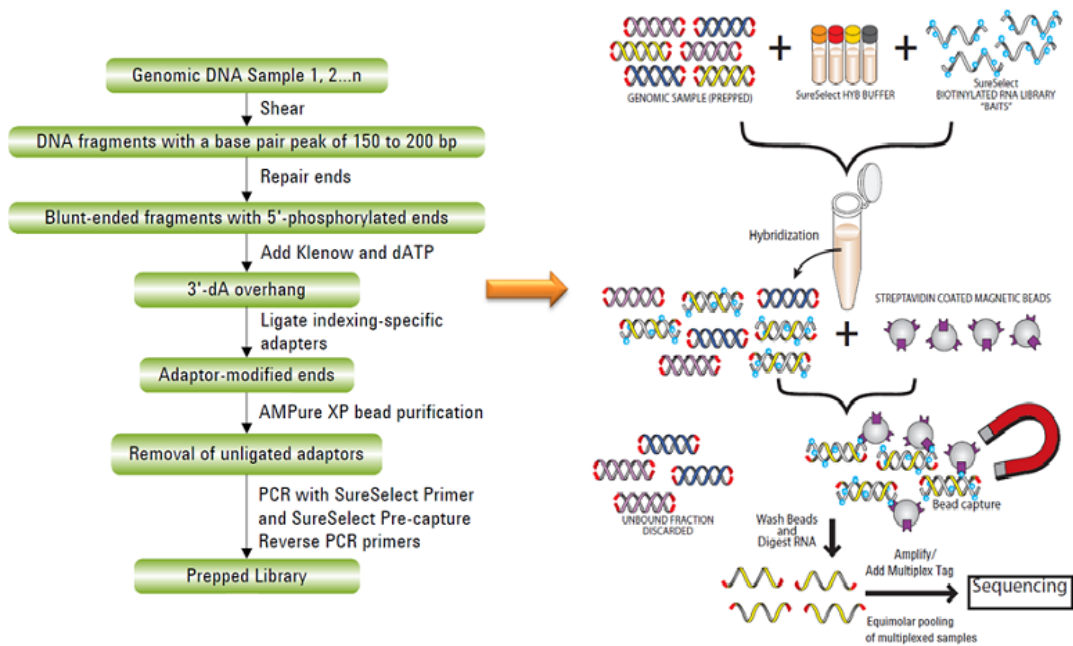 Genomic DNA Sample 1, 2...n
Shear
DNA fragments with a base pair peak of 150 to 200 bp
Repair ends
Blunt-ended fragments with 5'-phosphorylated ends
Add Klenow and dATP
3'-dA overhang
Ligate indexing-specific
adapters
Adaptor-modified ends
AMPure XP bead purification
Removal of unligated adaptors
PCR with SureSelect Primer
and SureSelect Pre-capture
Reverse PCR primers
Prepped Library
GENOMIC SAMPLE (PREPPED)
SureSelect HYB BUFFER
SureSelect
BIOTINYLATED RNA LIBRARY
"BAITS"
Hybridization
STREPTAVIDIN COATED MAGNETIC BEADS
UNBOUND FRACTION
DISCARDED
Bead capture
Wash Beads
and
Digest RNA
Amplify/
Add Multiplex Tag
Sequencing
Equimolar pooling
of multiplexed samples